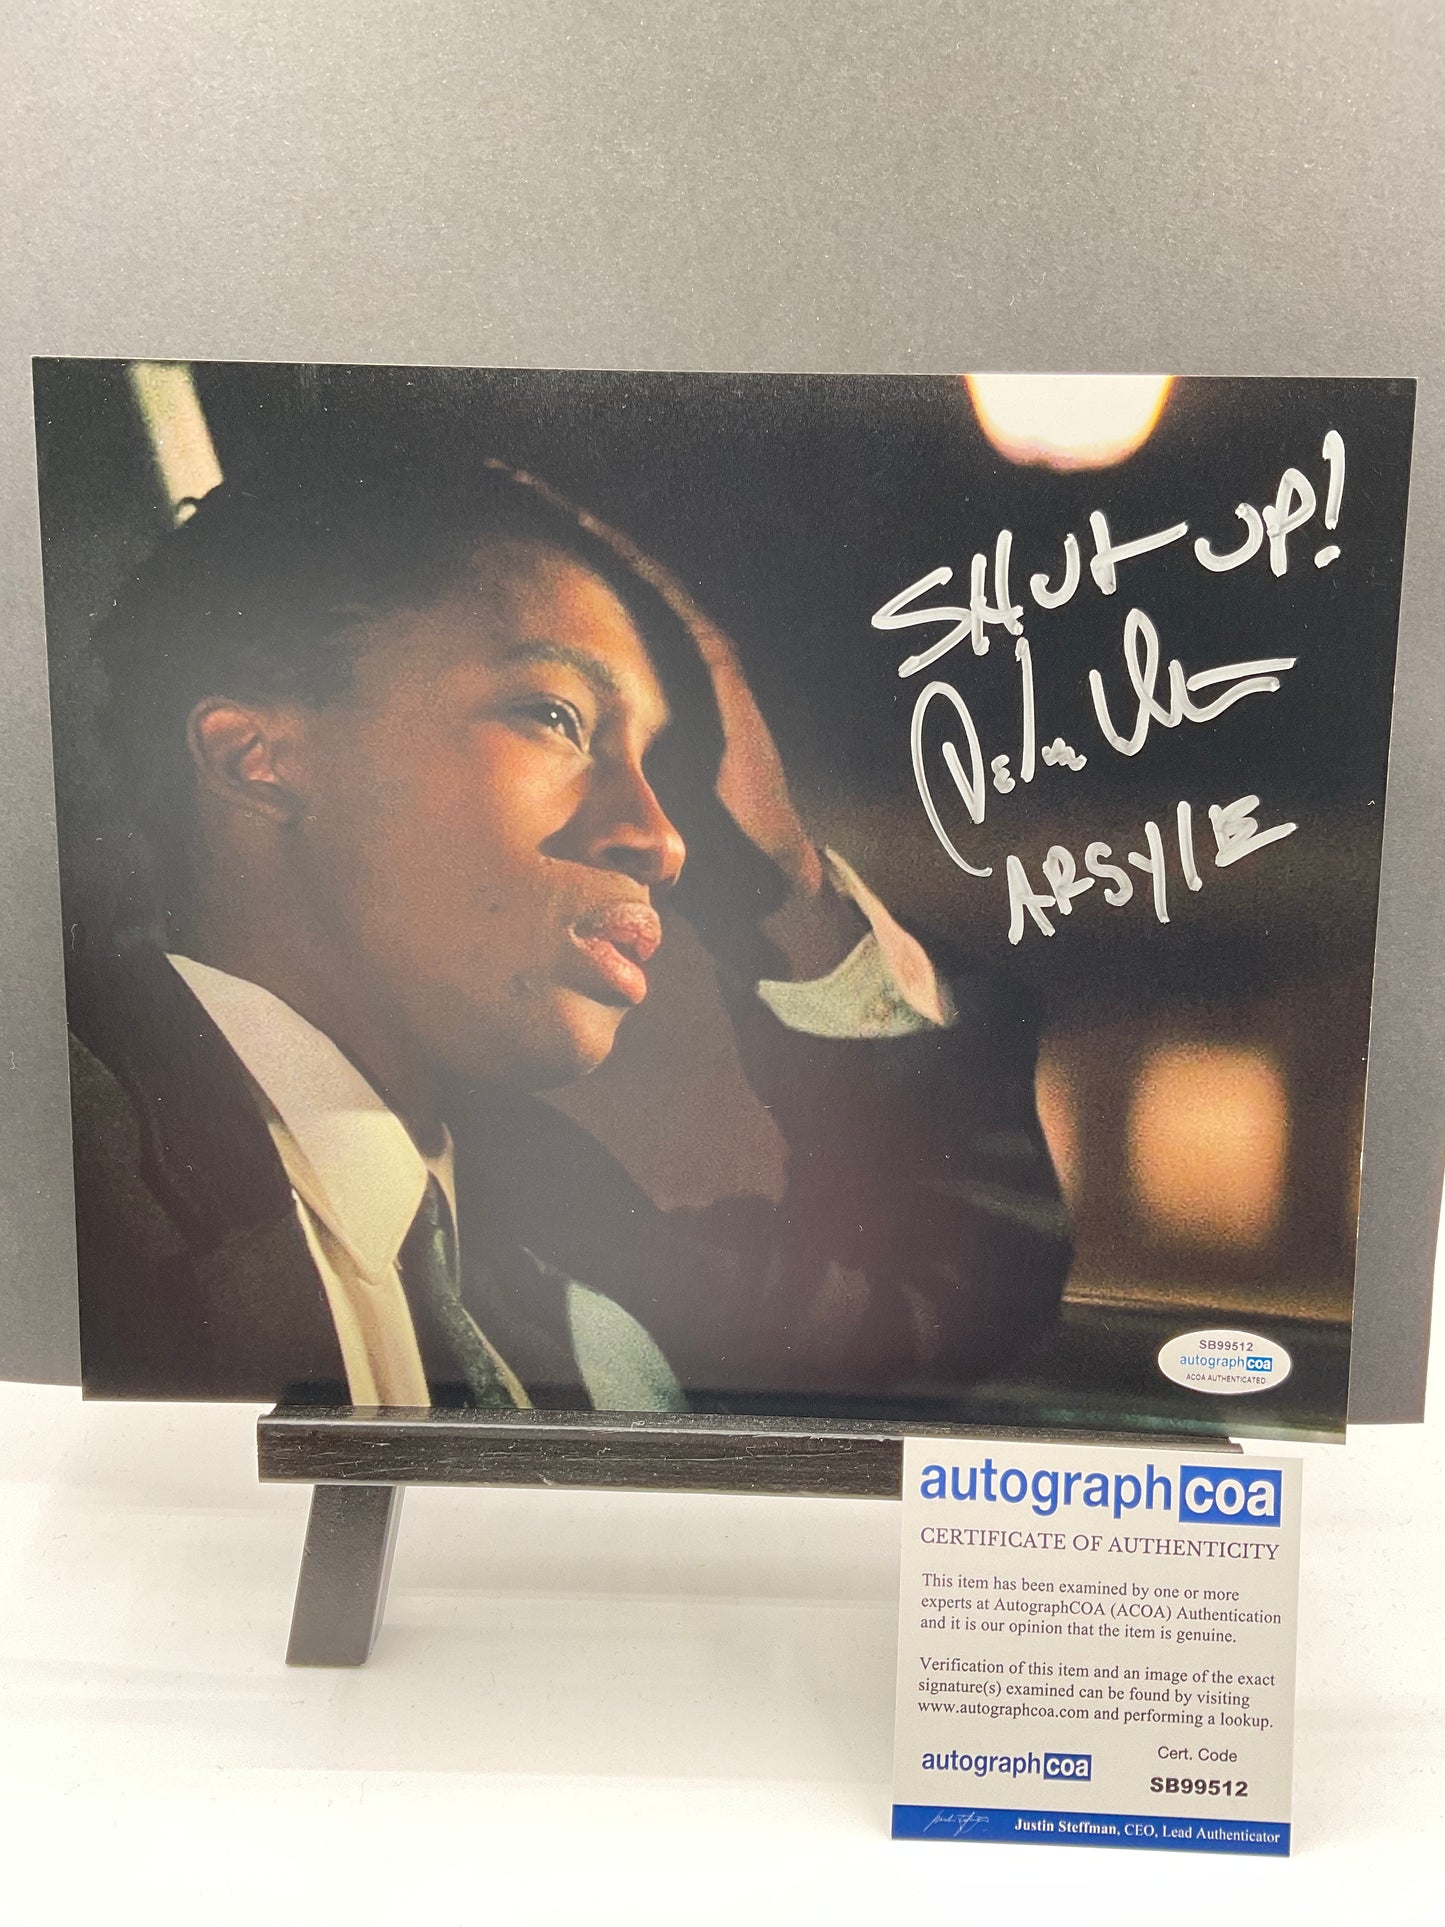 SHUt UP!
ARSYlE
SB99512
autographcoa
ACOA AUTHENTICATED
autographcoa
CERTIFICATE OF AUTHENTICITY
This item has been examined by one or more
experts at AutographCOA (ACOA) Authentication
and it is our opinion that the item is genuine.
Verification of this item and an image of the exact
signature(s) examined can be found by visiting
www.autographcoa.com and performing a lookup.
autographcoa
Cert. Code
SB99512
Justin Steffman, CEO, Lead Authenticator